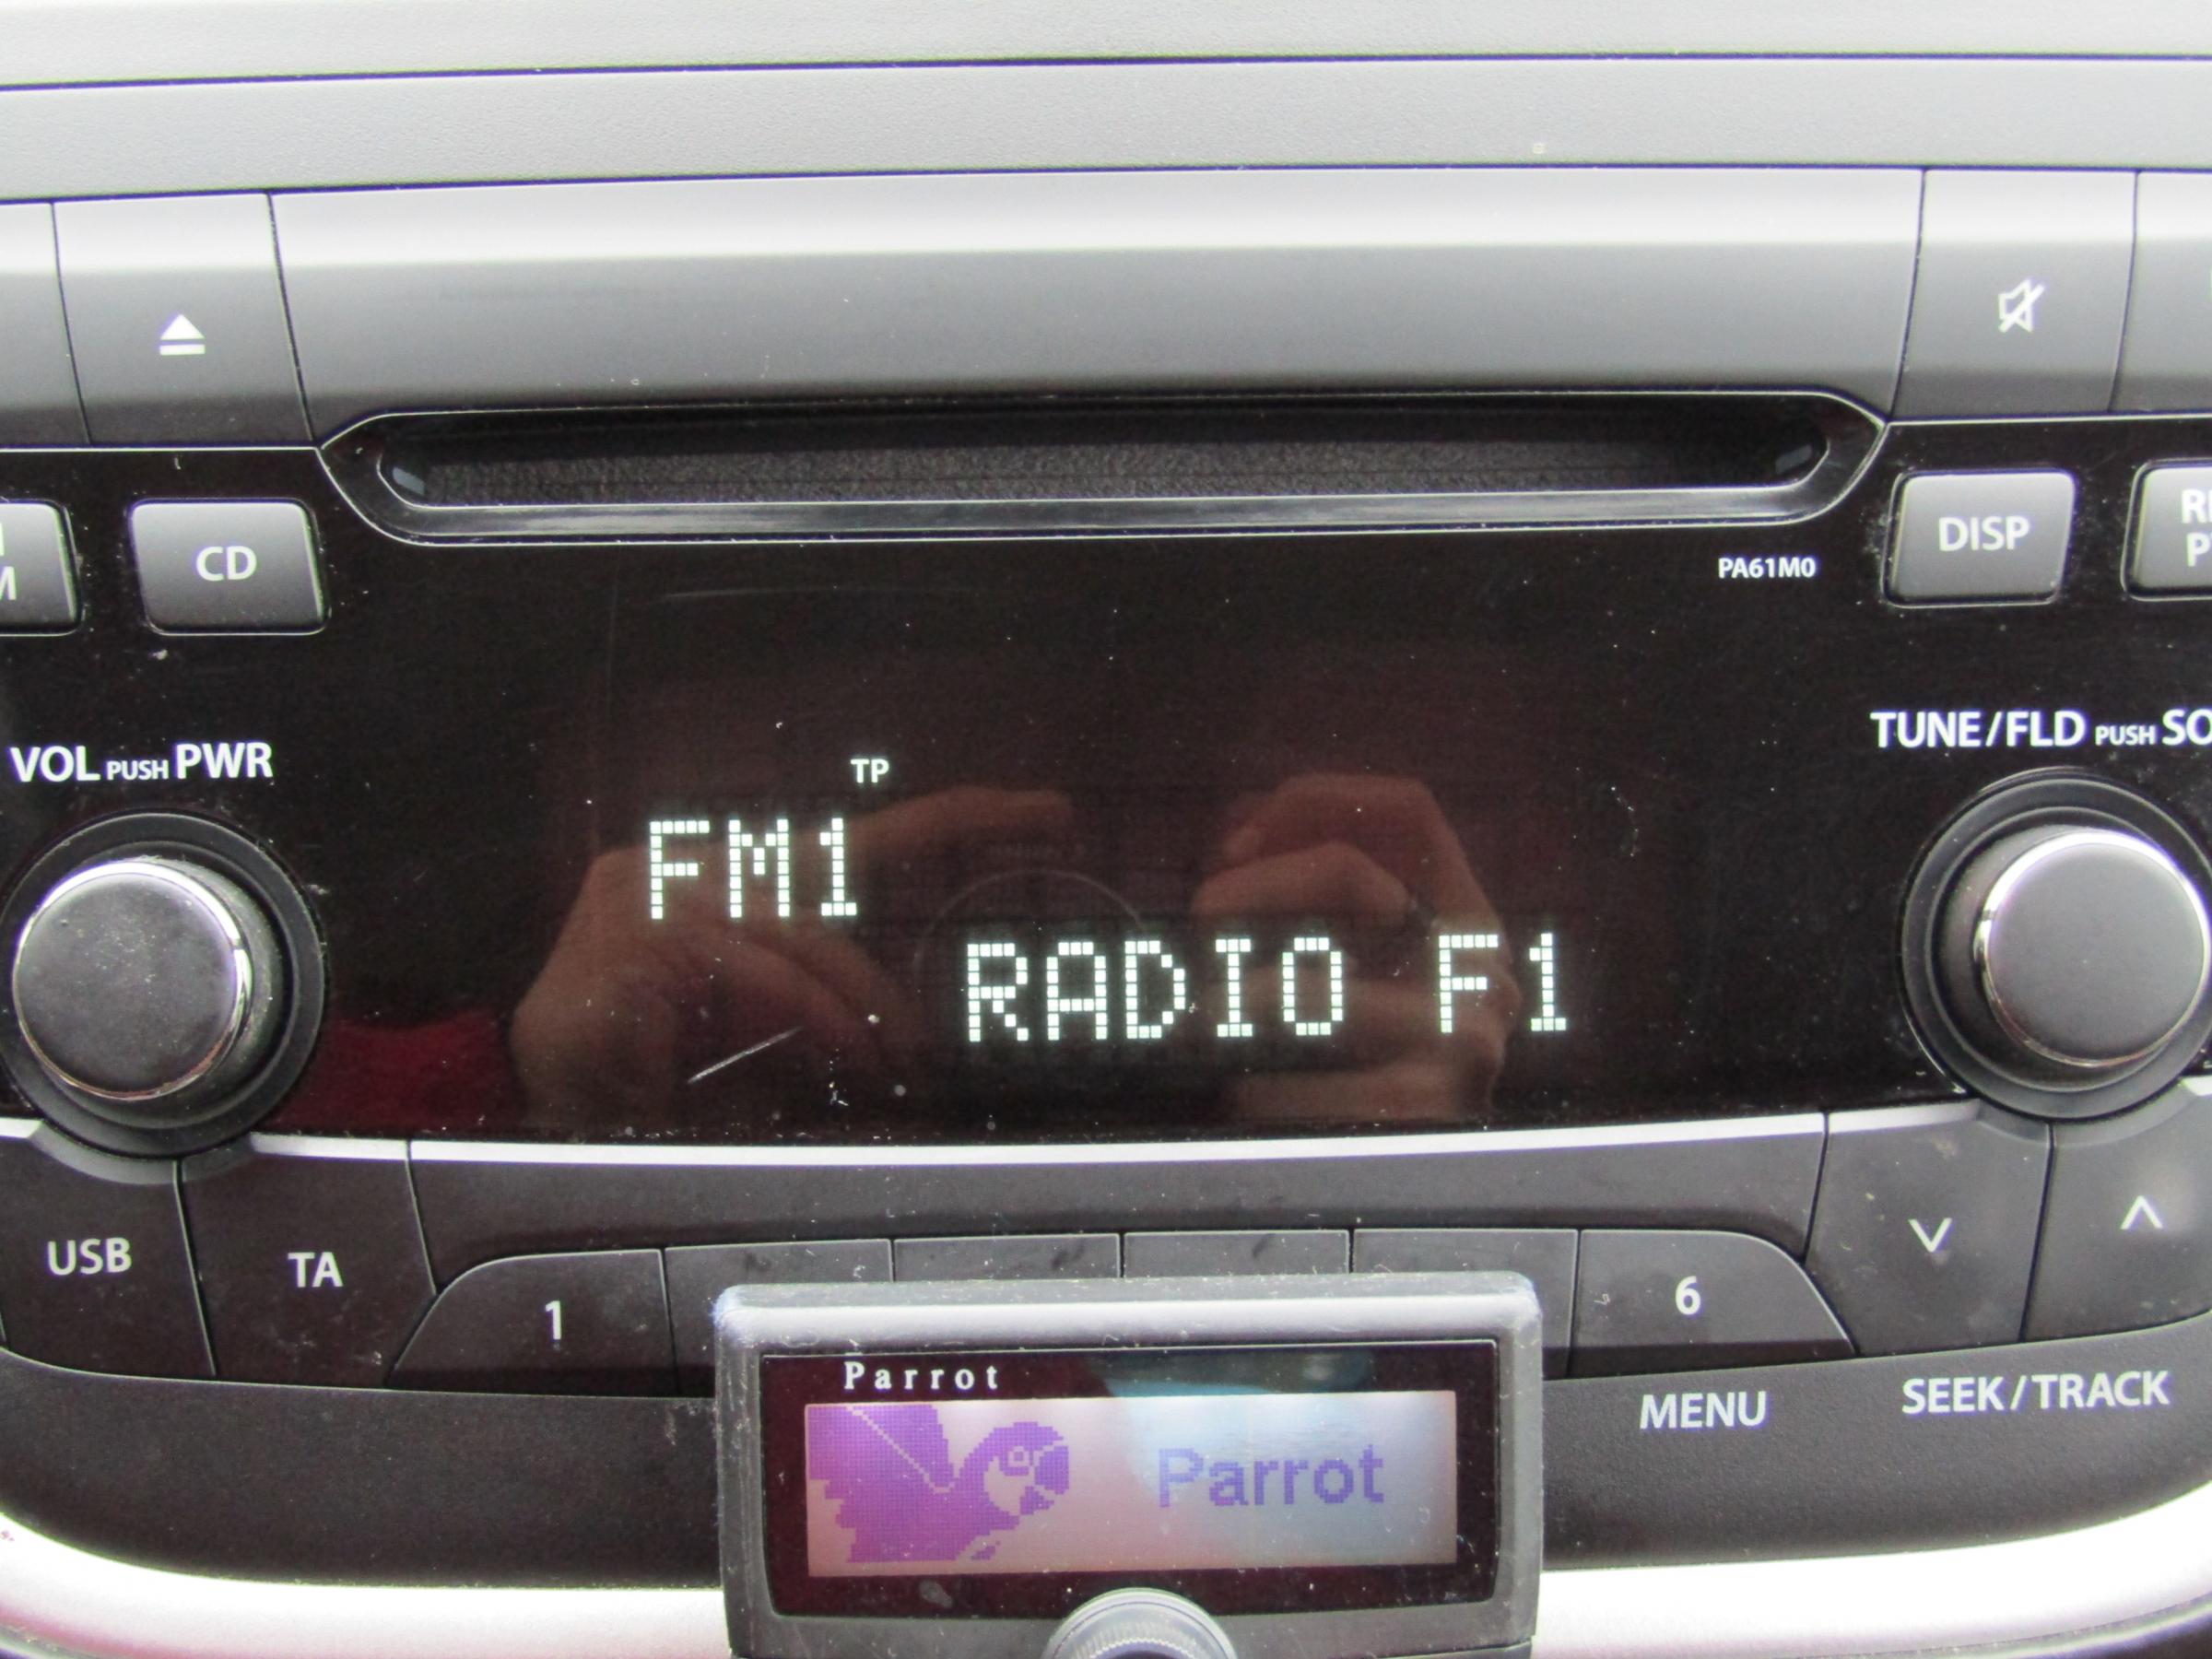 CD
DISP
PA61M0
VOL PUSH PWR
TUNE/FLD PUSH
TP
FM1
RADIO F1
USB
TA
1
6
MENU
SEEK/TRACK
Parrot
Parrot